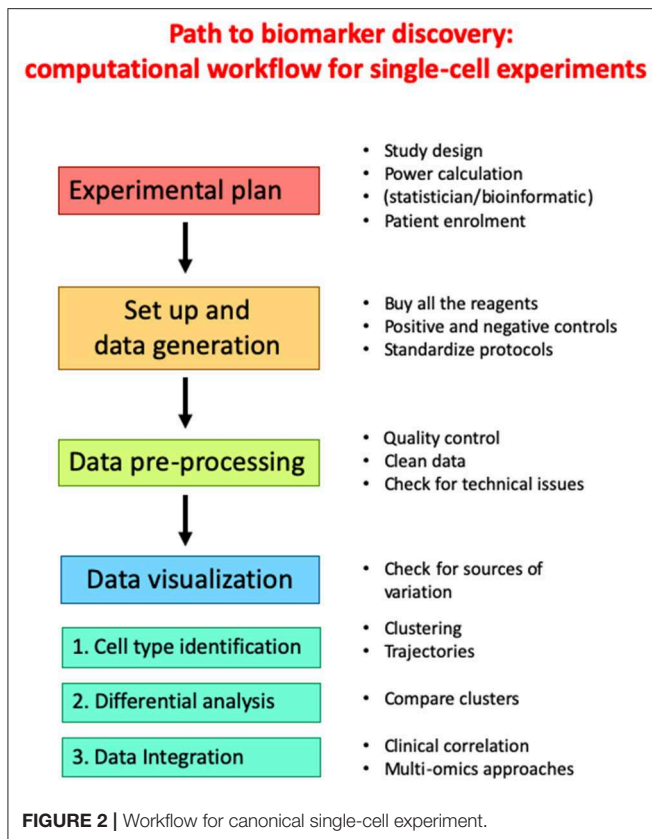 Path to biomarker discovery:
computational workflow for single-cell experiments
Experimental plan
• Study design
• Power calculation
• (statistician/bioinformatic)
• Patient enrolment
Set up and
data generation
• Buy all the reagents
• Positive and negative controls
• Standardize protocols
Data pre-processing
• Quality control
• Clean data
• Check for technical issues
Data visualization
• Check for sources of
variation
1. Cell type identification
• Clustering
• Trajectories
2. Differential analysis
• Compare clusters
3. Data Integration
• Clinical correlation
• Multi-omics approaches
FIGURE 2 | Workflow for canonical single-cell experiment.